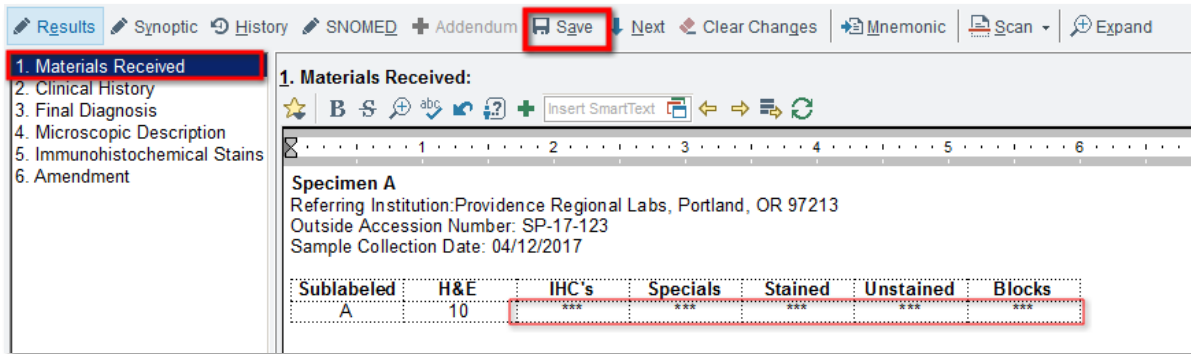 Results Synoptic History SNOMED Addendum Save Next Clear Changes Mnemonic Scan Expand
1. Materials Received
2. Clinical History
3. Final Diagnosis
4. Microscopic Description
5. Immunohistochemical Stains
6. Amendment
1. Materials Received:
B S abc Insert SmartText
1 2 3 4 5 6
Specimen A
Referring Institution:Providence Regional Labs, Portland, OR 97213
Outside Accession Number: SP-17-123
Sample Collection Date: 04/12/2017
Sublabeled H&E IHC's Specials Stained Unstained Blocks
A 10 *** *** *** *** ***